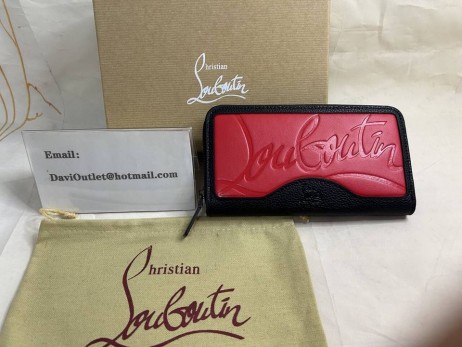 Christian
Louboutin
Louboutin
Email:
DaviOutlet@hotmail.com
Christian
Louboutin